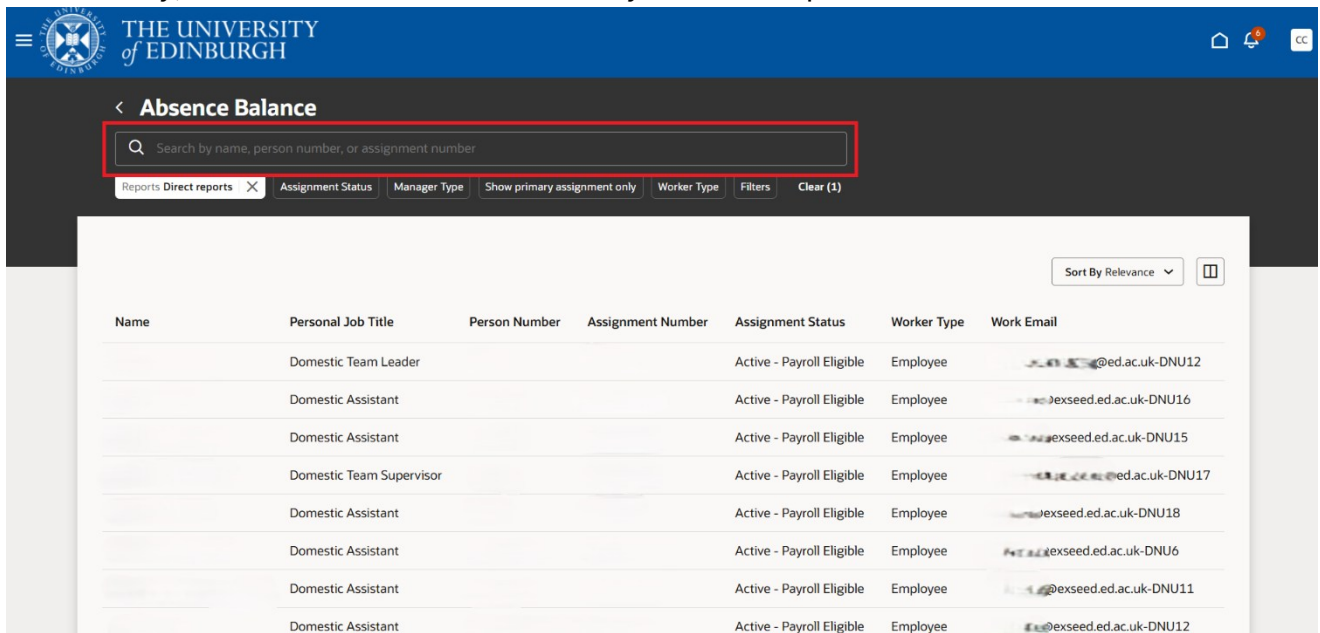 THE UNIVERSITY
of EDINBURGH
6
CC
Absence Balance
Search by name, person number, or assignment number
Reports Direct reports Assignment Status Manager Type Show primary assignment only Worker Type Filters Clear (1)
Sort By Relevance
Name Personal Job Title Person Number Assignment Number Assignment Status Worker Type Work Email
Domestic Team Leader Active - Payroll Eligible Employee @ed.ac.uk-DNU12
Domestic Assistant Active - Payroll Eligible Employee exseed.ed.ac.uk-DNU16
Domestic Assistant Active - Payroll Eligible Employee exseed.ed.ac.uk-DNU15
Domestic Team Supervisor Active - Payroll Eligible Employee ed.ac.uk-DNU17
Domestic Assistant Active - Payroll Eligible Employee exseed.ed.ac.uk-DNU18
Domestic Assistant Active - Payroll Eligible Employee exseed.ed.ac.uk-DNU6
Domestic Assistant Active - Payroll Eligible Employee @exseed.ed.ac.uk-DNU11
Domestic Assistant Active - Payroll Eligible Employee @exseed.ed.ac.uk-DNU12